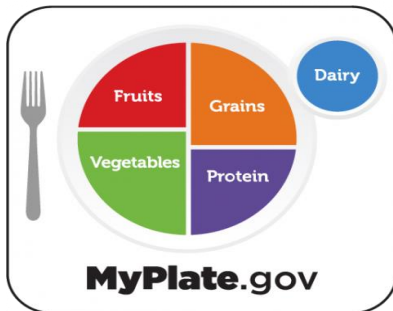 Dairy
Fruits
Grains
Vegetables
Protein
MyPlate.gov